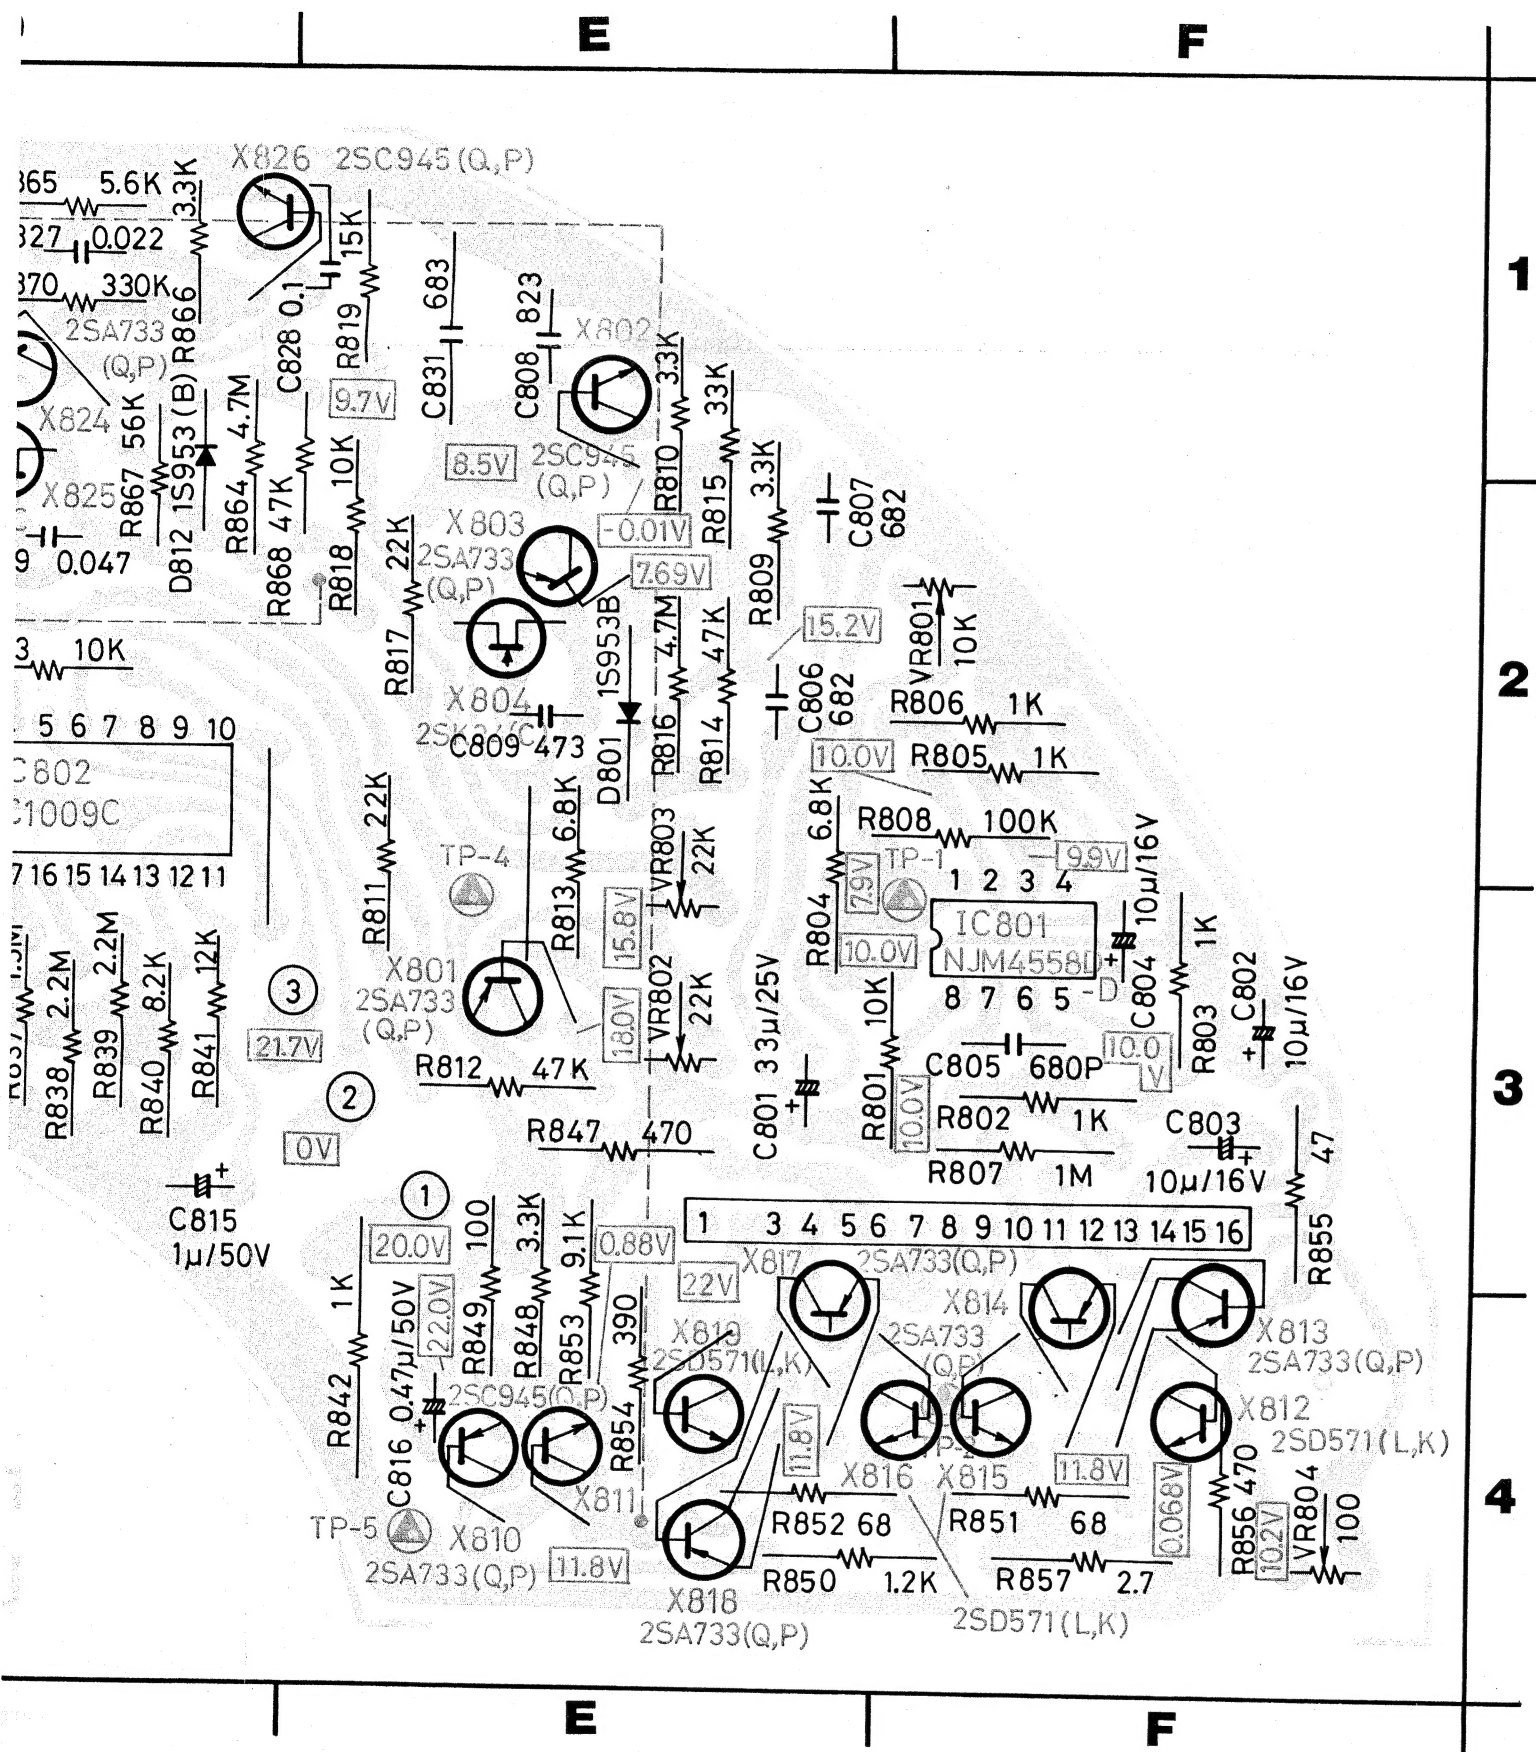 E
F
X826 2SC945(Q,P)
5.6K
3.3K
0.022
15K
330K
2SA733
(Q,P)
R866
C828 0.1
R819
683
C831
823
C808
X802
3.3K
R810
1
9.7V
X824
56K
R867
1S953(B)
D812
4.7M
R864
47K
R868
10K
R818
8.5V
2SC945
(Q,P)
33K
R815
3.3K
R809
C807
682
X825
0.047
22K
R817
X803
2SA733
(Q,P)
-0.01V
7.69V
15.2V
VR801
10K
10K
X804
C809 473
1S953B
D801
4.7M
R816
47K
R814
C806
682
R806 1K
2
5 6 7 8 9 10
C802
C1009C
10.0V
R805 1K
22K
R811
6.8K
R813
VR803
22K
6.8K
R804
R808 100K
9.9V
10µ/16V
C804
TP-4
7.9V
TP-1
1 2 3 4
7 16 15 14 13 12 11
IC801
NJM4558D
8 7 6 5
-D
15.8V
10.0V
1K
R803
C802
10µ/16V
2.2M
R838
2.2M
R839
8.2K
R840
12K
R841
3
21.7V
X801
2SA733
(Q,P)
18.0V
VR802
22K
33µ/25V
C801
10K
R801
C805 680P
10.0
V
R812 47K
2
0V
10.0V
R802 1K
3
R847 470
R807 1M
C803
10µ/16V
47
R855
C815
1µ/50V
1
20.0V
100
R849
3.3K
R848
9.1K
R853
0.88V
1 3 4 5 6 7 8 9 10 11 12 13 14 15 16
1K
R842
22.0V
0.47µ/50V
C816
22V
X817
2SA733(Q,P)
X814
2SA733
(Q,P)
X813
2SA733(Q,P)
390
R854
X819
2SD571(L,K)
2SC945(Q,P)
X812
2SD571(L,K)
11.8V
TP-2
X816 X815
11.8V
0.068V
470
R856
10.2V
VR804
100
4
X811
TP-5
X810
2SA733(Q,P)
11.8V
R852 68
R851 68
R850 1.2K
R857 2.7
X818
2SA733(Q,P)
2SD571(L,K)
E
F